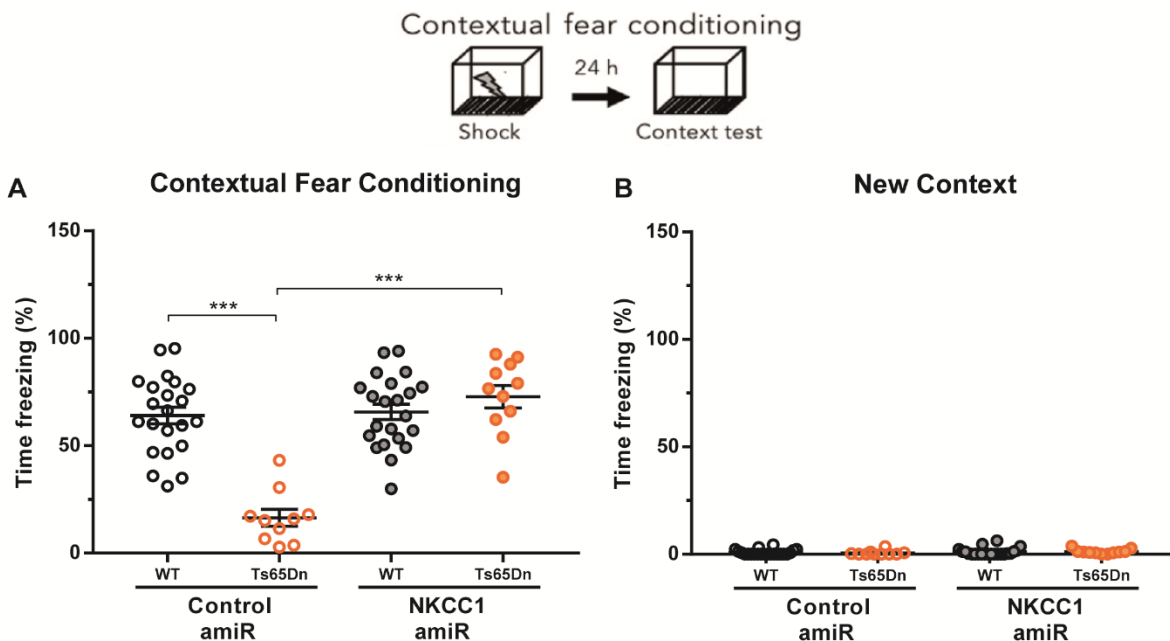 Contextual fear conditioning
24 h
Shock
Context test
A
Contextual Fear Conditioning
Time freezing (%)
150
100
50
0
***
***
WT
Ts65Dn
WT
Ts65Dn
Control
amiR
NKCC1
amiR
B
New Context
Time freezing (%)
150
100
50
0
WT
Ts65Dn
WT
Ts65Dn
Control
amiR
NKCC1
amiR